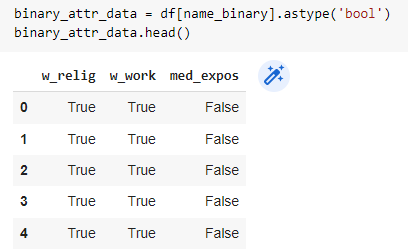 binary_attr_data = df[name_binary].astype('bool')
binary_attr_data.head()
w_relig w_work med_expos
0 True True False
1 True True False
2 True True False
3 True True False
4 True True False